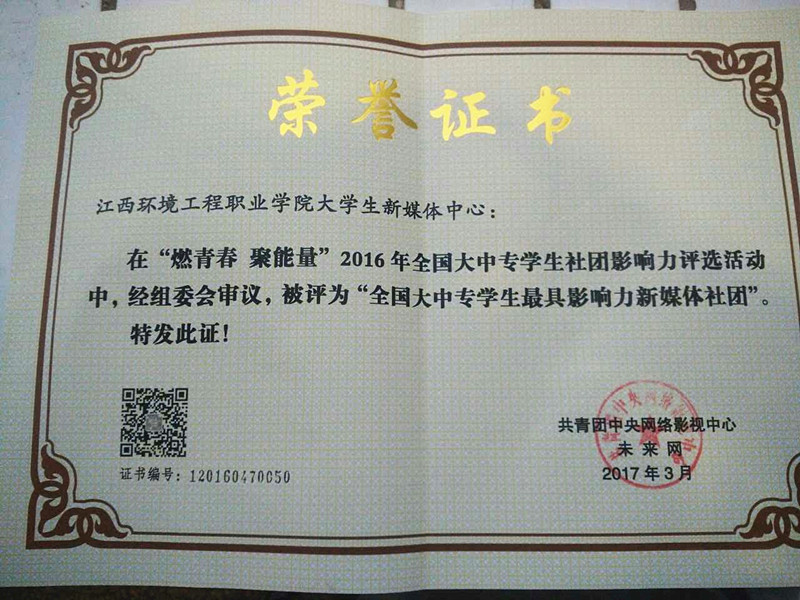 荣誉证书
江西环境工程职业学院大学生新媒体中心：
在“燃青春 聚能量”2016年全国大中专学生社团影响力评选活动
中，经组委会审议，被评为“全国大中专学生最具影响力新媒体社团”。
特发此证！
共青团中央网络影视中心
未来网
2017年3月
证书编号：120160470050